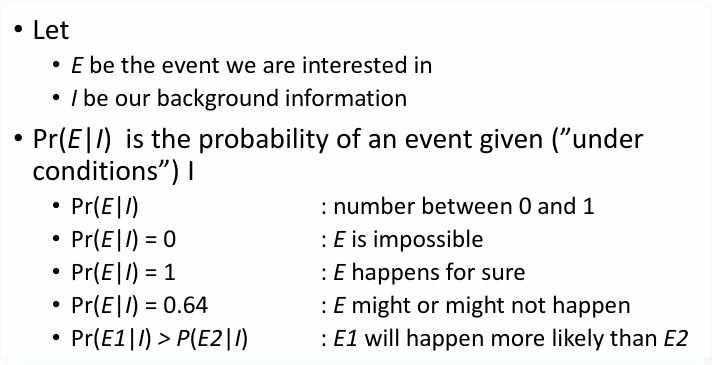 • Let
• E be the event we are interested in
• I be our background information
• Pr(E|I) is the probability of an event given (”under
conditions”) I
• Pr(E|I) : number between 0 and 1
• Pr(E|I) = 0 : E is impossible
• Pr(E|I) = 1 : E happens for sure
• Pr(E|I) = 0.64 : E might or might not happen
• Pr(E1|I) > P(E2|I) : E1 will happen more likely than E2